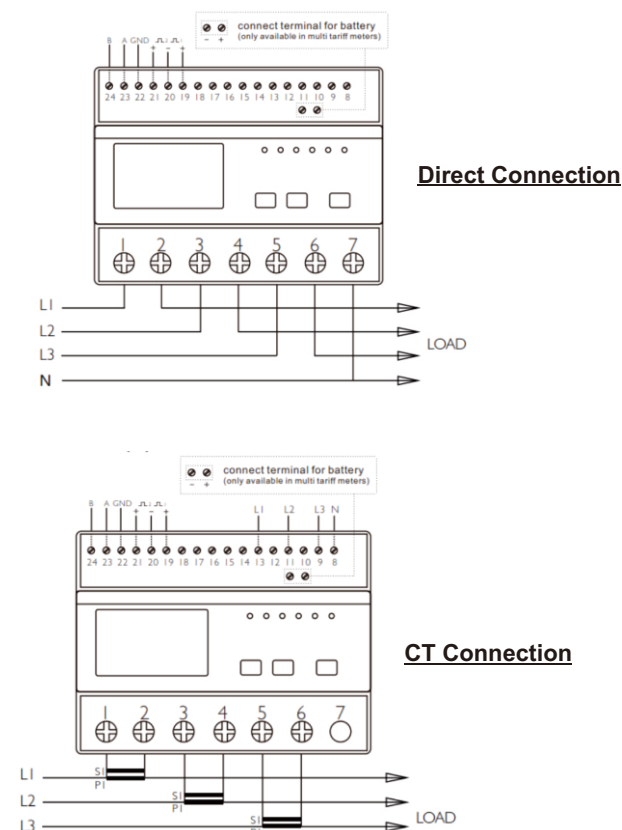 connect terminal for battery
- + (only available in multi tariff meters)
B A GND
+ - +
24 23 22 21 20 19 18 17 16 15 14 13 12 11 10 9 8
Direct Connection
1 2 3 4 5 6 7
L1
L2
L3
N
LOAD
connect terminal for battery
- + (only available in multi tariff meters)
B A GND L1 L2 L3 N
+ - +
24 23 22 21 20 19 18 17 16 15 14 13 12 11 10 9 8
CT Connection
1 2 3 4 5 6 7
L1 S1
P1
L2 S1
P1
L3 S1
LOAD